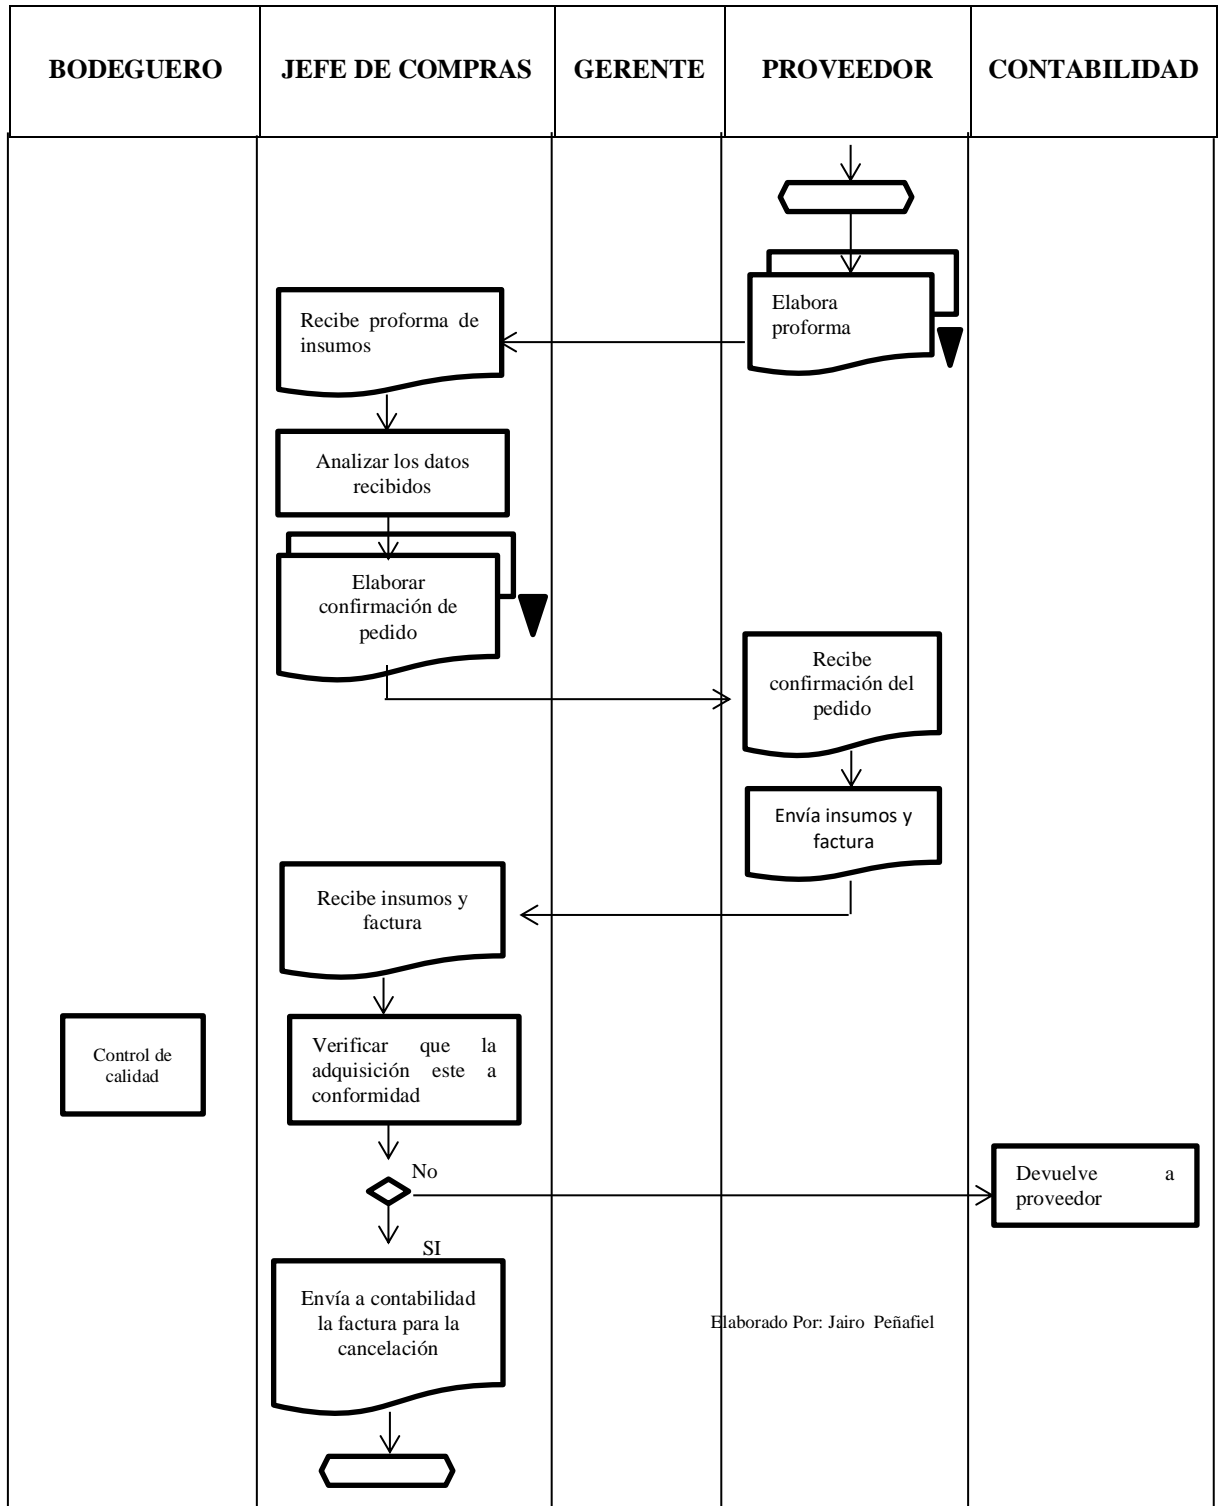 BODEGUERO
JEFE DE COMPRAS
GERENTE
PROVEEDOR
CONTABILIDAD
Elabora
proforma
Recibe proforma de
insumos
Analizar los datos
recibidos
Elaborar
confirmación de
pedido
Recibe
confirmación del
pedido
Envía insumos y
factura
Recibe insumos y
factura
Control de
calidad
Verificar que la
adquisición este a
conformidad
No
Devuelve a
proveedor
SI
Envía a contabilidad
la factura para la
cancelación
Elaborado Por: Jairo Peñafiel